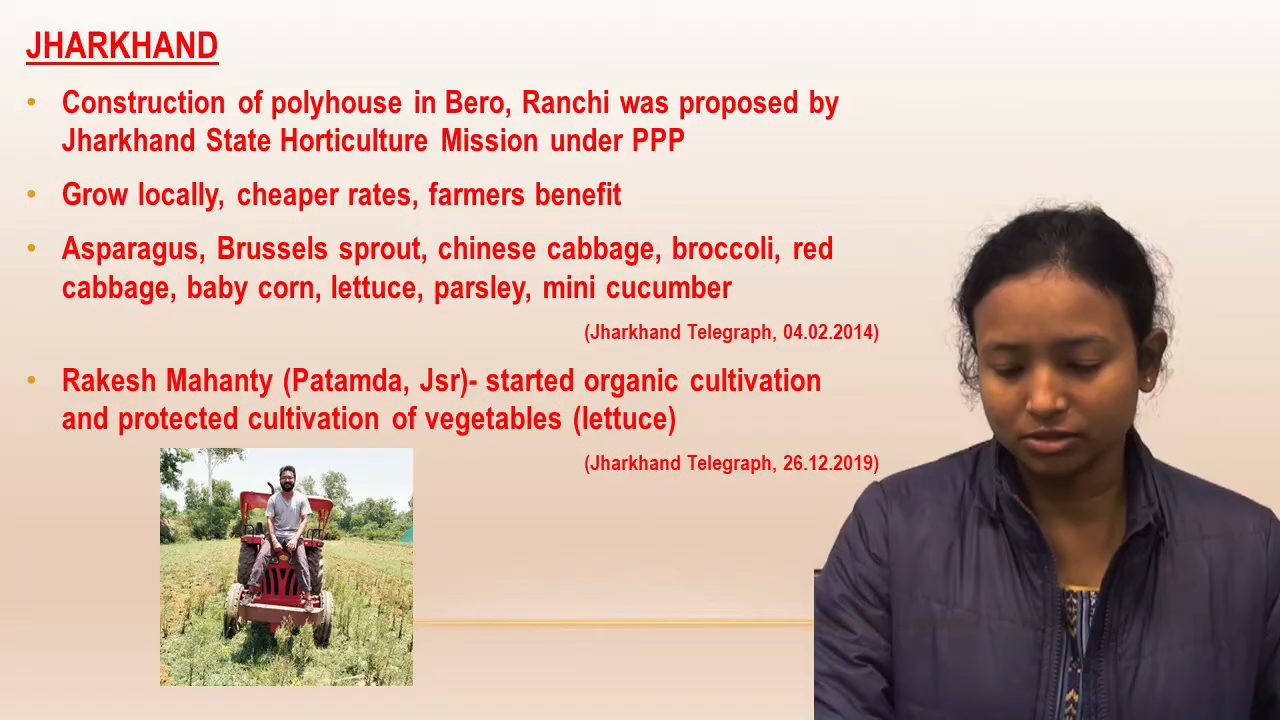 JHARKHAND
• Construction of polyhouse in Bero, Ranchi was proposed by
Jharkhand State Horticulture Mission under PPP
• Grow locally, cheaper rates, farmers benefit
• Asparagus, Brussels sprout, chinese cabbage, broccoli, red
cabbage, baby corn, lettuce, parsley, mini cucumber
(Jharkhand Telegraph, 04.02.2014)
• Rakesh Mahanty (Patamda, Jsr)- started organic cultivation
and protected cultivation of vegetables (lettuce)
(Jharkhand Telegraph, 26.12.2019)